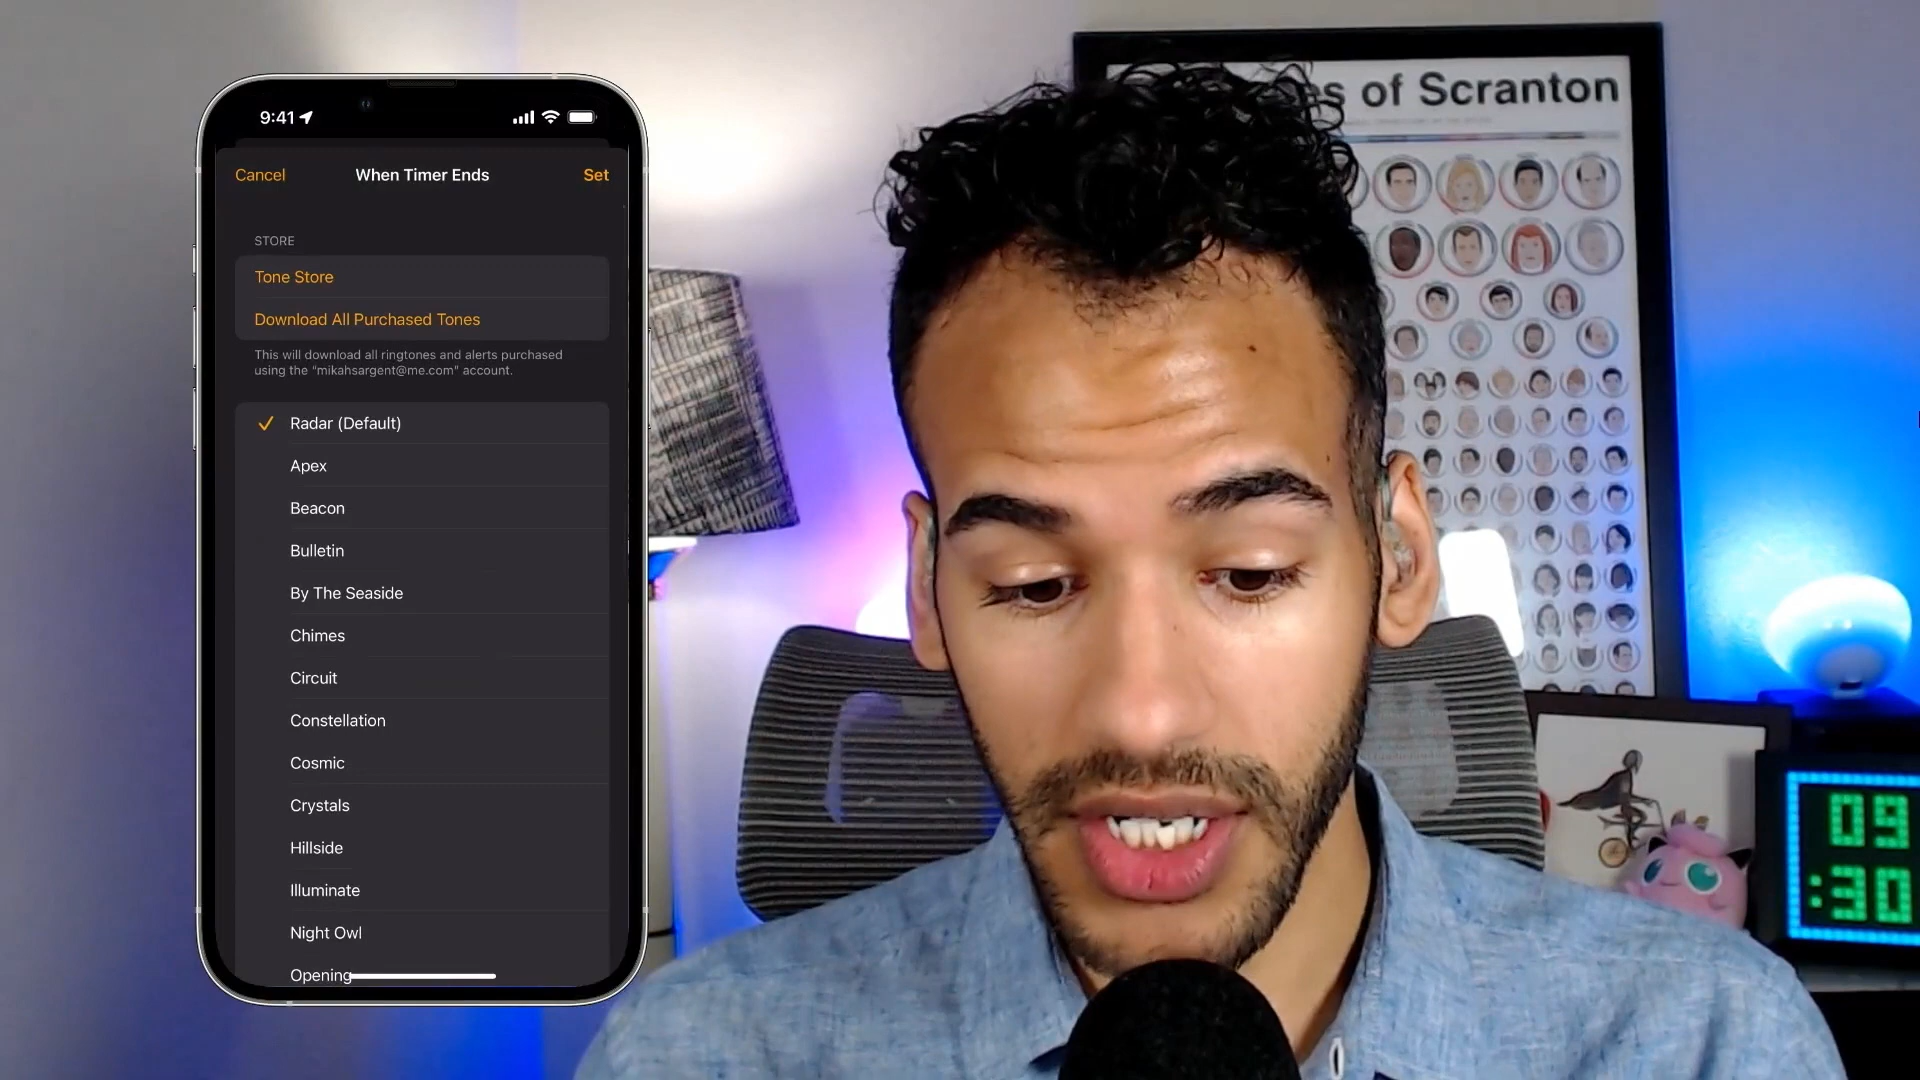 9:41
Cancel
When Timer Ends
Set
STORE
Tone Store
Download All Purchased Tones
This will download all ringtones and alerts purchased
using the “mikahsargent@me.com” account.
Radar (Default)
Apex
Beacon
Bulletin
By The Seaside
Chimes
Circuit
Constellation
Cosmic
Crystals
Hillside
Illuminate
Night Owl
Opening
of Scranton
09
:30